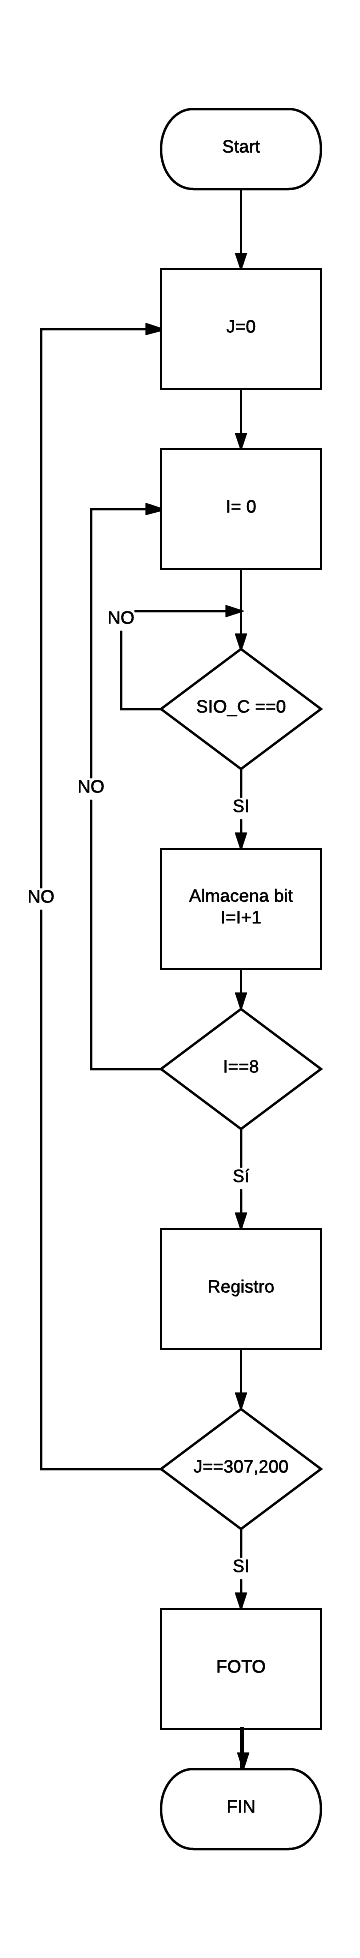 Start
J=0
I= 0
NO
SIO_C ==0
NO
SI
NO
Almacena bit
I=I+1
I==8
Sí
Registro
J==307,200
SI
FOTO
FIN